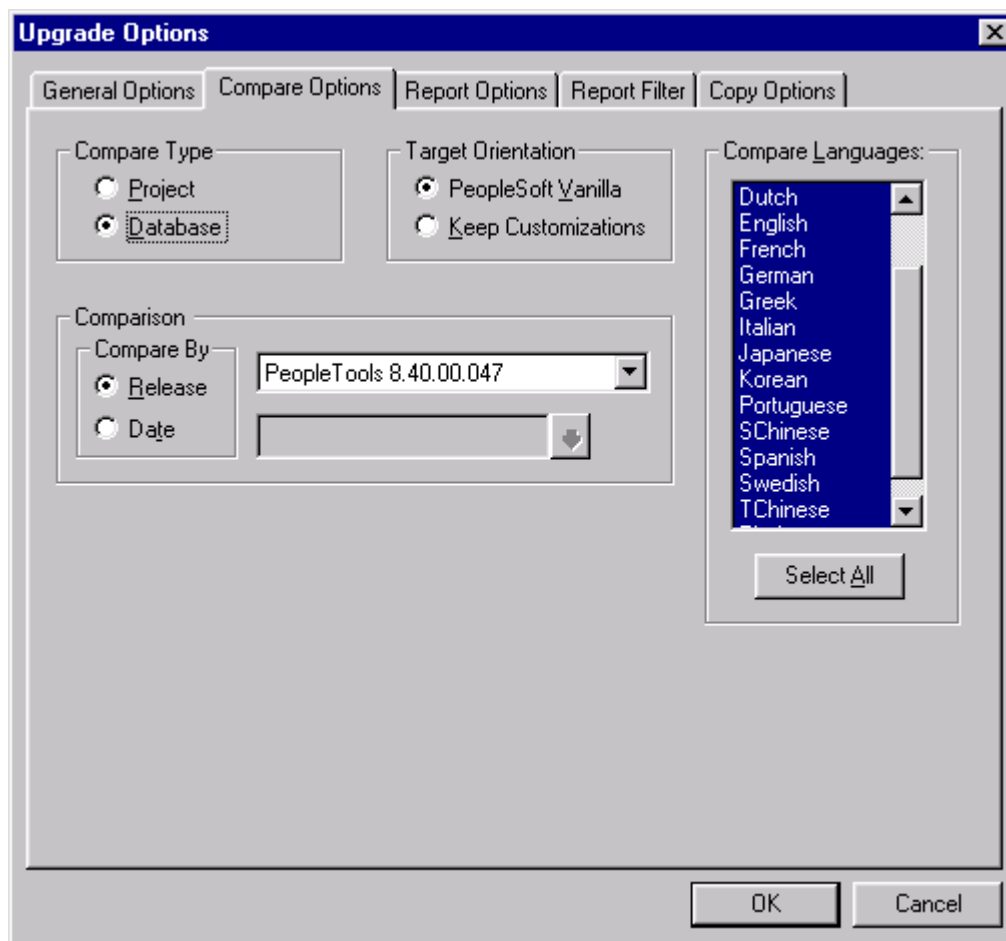 Upgrade Options
General Options Compare Options Report Options Report Filter Copy Options
Compare Type
Project
Database
Target Orientation
PeopleSoft Vanilla
Keep Customizations
Comparison
Compare By
Release
Date
PeopleTools 8.40.00.047
Compare Languages:
Dutch
English
French
German
Greek
Italian
Japanese
Korean
Portuguese
SChinese
Spanish
Swedish
TChinese
Select All
OK Cancel